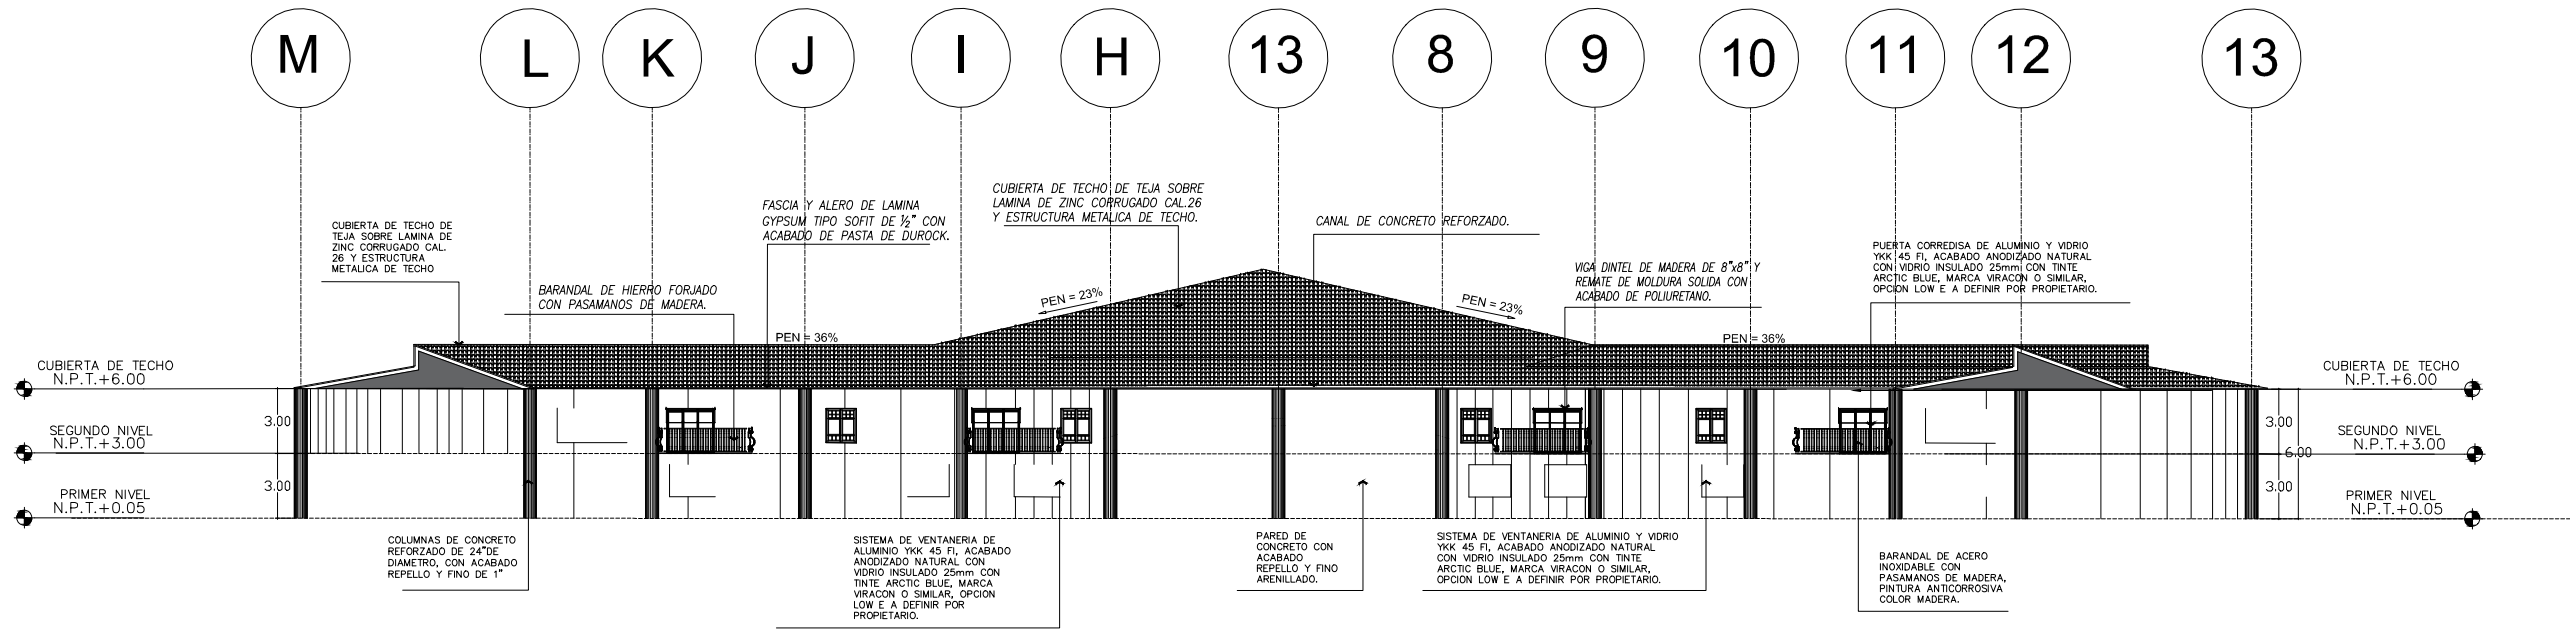 M
L
K
J
I
H
13
8
9
10
11
12
13
CUBIERTA DE TECHO DE
TEJA SOBRE LAMINA DE
ZINC CORRUGADO CAL.
26 Y ESTRUCTURA
METALICA DE TECHO
BARANDAL DE HIERRO FORJADO
CON PASAMANOS DE MADERA.
FASCIA Y ALERO DE LAMINA
GYPSUM TIPO SOFIT DE ½" CON
ACABADO DE PASTA DE DUROCK.
CUBIERTA DE TECHO DE TEJA SOBRE
LAMINA DE ZINC CORRUGADO CAL.26
Y ESTRUCTURA METALICA DE TECHO.
CANAL DE CONCRETO REFORZADO.
VIGA DINTEL DE MADERA DE 8"x8" Y
REMATE DE MOLDURA SOLIDA CON
ACABADO DE POLIURETANO.
PUERTA CORREDISA DE ALUMINIO Y VIDRIO
YKK 45 FI, ACABADO ANODIZADO NATURAL
CON VIDRIO INSULADO 25mm CON TINTE
ARCTIC BLUE, MARCA VIRACON O SIMILAR,
OPCION LOW E A DEFINIR POR PROPIETARIO.
PEN = 23%
PEN = 23%
PEN = 36%
PEN = 36%
CUBIERTA DE TECHO
N.P.T.+6.00
SEGUNDO NIVEL
N.P.T.+3.00
PRIMER NIVEL
N.P.T.+0.05
3.00
3.00
3.00
6.00
3.00
CUBIERTA DE TECHO
N.P.T.+6.00
SEGUNDO NIVEL
N.P.T.+3.00
PRIMER NIVEL
N.P.T.+0.05
COLUMNAS DE CONCRETO
REFORZADO DE 24"DE
DIAMETRO, CON ACABADO
REPELLO Y FINO DE 1"
SISTEMA DE VENTANERIA DE
ALUMINIO YKK 45 FI, ACABADO
ANODIZADO NATURAL CON
VIDRIO INSULADO 25mm CON
TINTE ARCTIC BLUE, MARCA
VIRACON O SIMILAR, OPCION
LOW E A DEFINIR POR
PROPIETARIO.
PARED DE
CONCRETO CON
ACABADO
REPELLO Y FINO
ARENILLADO.
SISTEMA DE VENTANERIA DE ALUMINIO Y VIDRIO
YKK 45 FI, ACABADO ANODIZADO NATURAL
CON VIDRIO INSULADO 25mm CON TINTE
ARCTIC BLUE, MARCA VIRACON O SIMILAR,
OPCION LOW E A DEFINIR POR PROPIETARIO.
BARANDAL DE ACERO
INOXIDABLE CON
PASAMANOS DE MADERA,
PINTURA ANTICORROSIVA
COLOR MADERA.